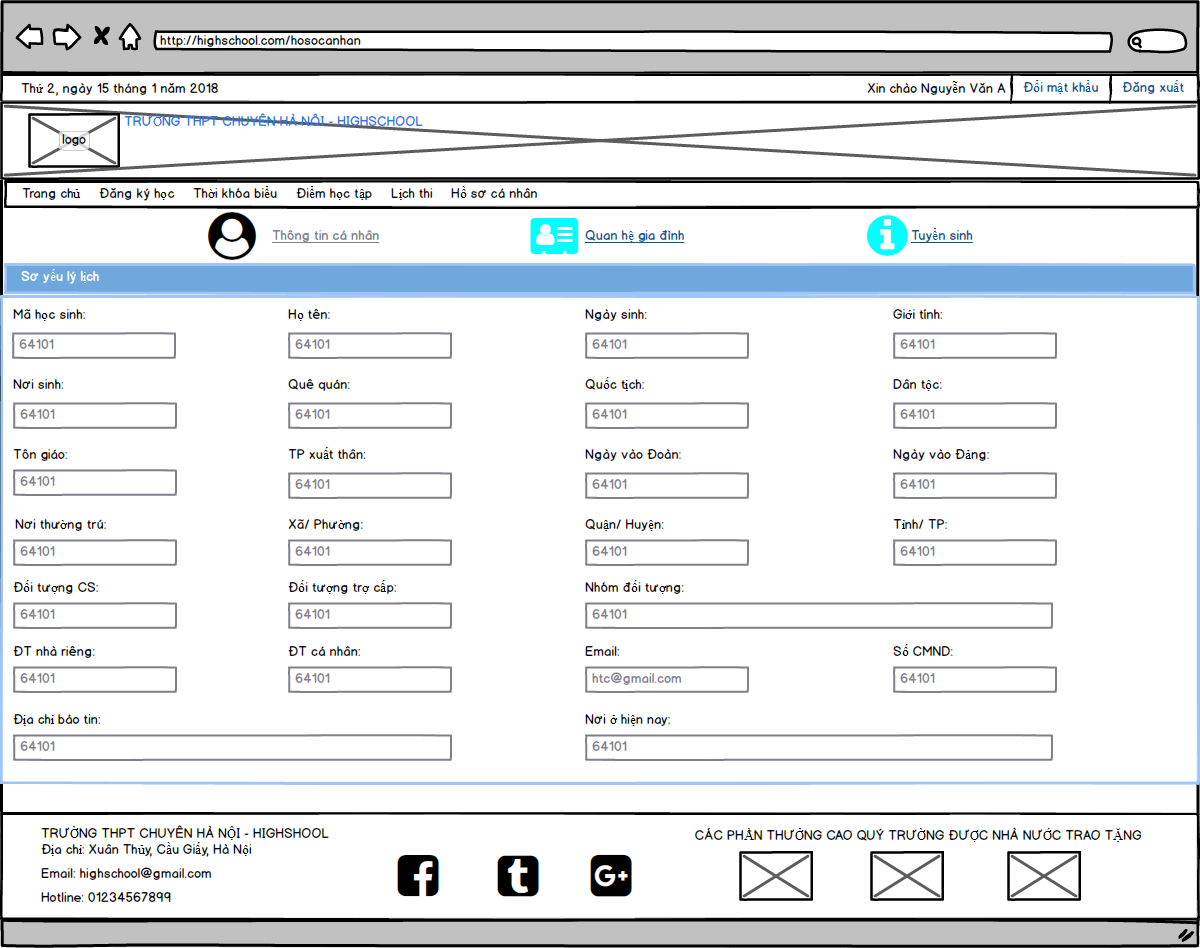 http://highschool.com/hosocanhan
Thứ 2, ngày 15 tháng 1 năm 2018 Xin chào Nguyễn Văn A Đổi mật khẩu Đăng xuất
TRƯỜNG THPT CHUYÊN HÀ NỘI - HIGHSCHOOL
logo
Trang chủ Đăng ký học Thời khóa biểu Điểm học tập Lịch thi Hồ sơ cá nhân
Thông tin cá nhân Quan hệ gia đình Tuyển sinh
Sơ yếu lý lịch
Mã học sinh: Họ tên: Ngày sinh: Giới tính:
64101 64101 64101 64101
Nơi sinh: Quê quán: Quốc tịch: Dân tộc:
64101 64101 64101 64101
Tôn giáo: TP xuất thân: Ngày vào Đoàn: Ngày vào Đảng:
64101 64101 64101 64101
Nơi thường trú: Xã/ Phường: Quận/ Huyện: Tỉnh/ TP:
64101 64101 64101 64101
Đối tượng CS: Đối tượng trợ cấp: Nhóm đối tượng:
64101 64101 64101
ĐT nhà riêng: ĐT cá nhân: Email: Số CMND:
64101 64101 htc@gmail.com 64101
Địa chỉ báo tin: Nơi ở hiện nay:
64101 64101
TRƯỜNG THPT CHUYÊN HÀ NỘI - HIGHSHOOL
Địa chỉ: Xuân Thủy, Cầu Giấy, Hà Nội
Email: highschool@gmail.com
Hotline: 01234567899
CÁC PHẦN THƯỞNG CAO QUÝ TRƯỜNG ĐƯỢC NHÀ NƯỚC TRAO TẶNG